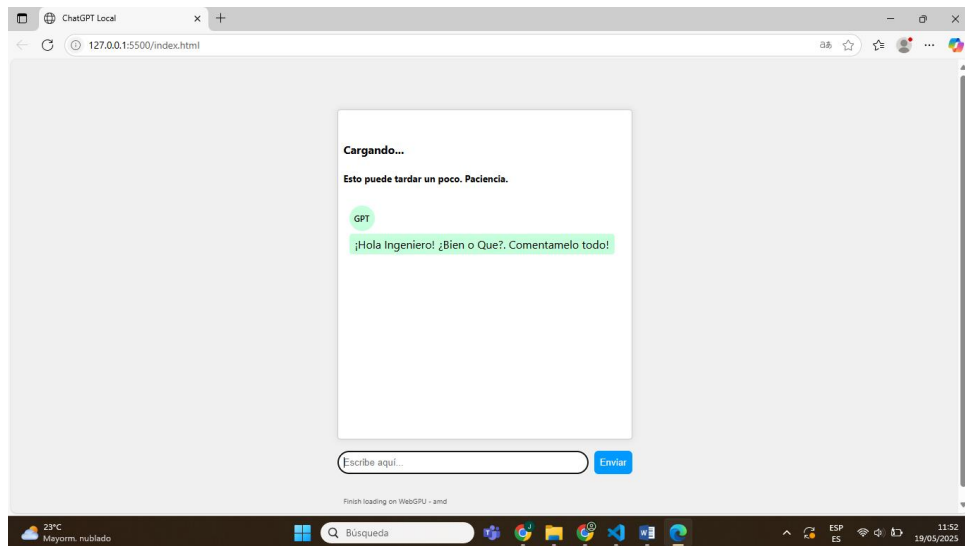 ChatGPT Local
127.0.0.1:5500/index.html
Cargando...
Esto puede tardar un poco. Paciencia.
GPT
¡Hola Ingeniero! ¿Bien o Que?. Comentamelo todo!
Escribe aquí...
Enviar
Finish loading on WebGPU - amd
23°C
Mayorm. nublado
Búsqueda
ESP
ES
11:52
19/05/2025